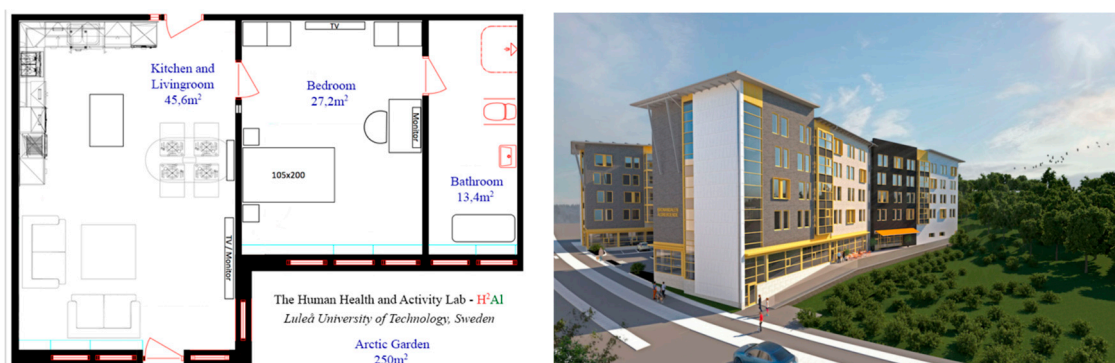 TV
Kitchen and
Livingroom
45,6m²
Bedroom
27,2m²
Monitor
105x200
Bathroom
13,4m²
TV / Monitor
The Human Health and Activity Lab - H²Al
Luleå University of Technology, Sweden
Arctic Garden
250m²